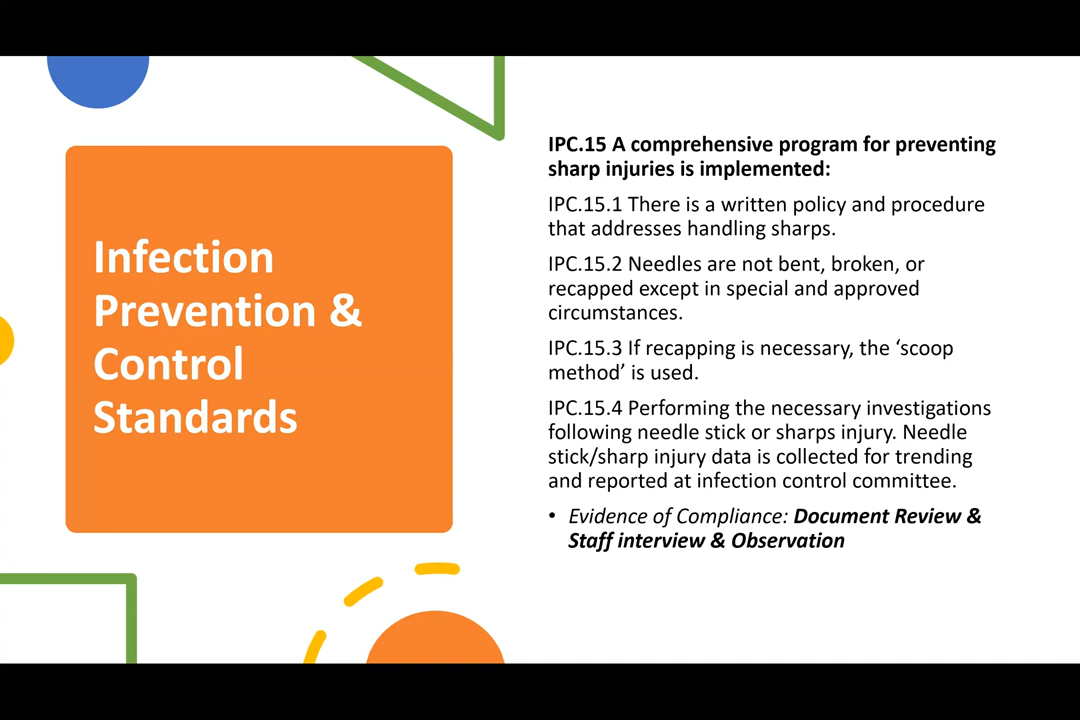 Infection
Prevention &
Control
Standards
IPC.15 A comprehensive program for preventing
sharp injuries is implemented:
IPC.15.1 There is a written policy and procedure
that addresses handling sharps.
IPC.15.2 Needles are not bent, broken, or
recapped except in special and approved
circumstances.
IPC.15.3 If recapping is necessary, the ‘scoop
method’ is used.
IPC.15.4 Performing the necessary investigations
following needle stick or sharps injury. Needle
stick/sharp injury data is collected for trending
and reported at infection control committee.
• Evidence of Compliance: Document Review &
Staff interview & Observation